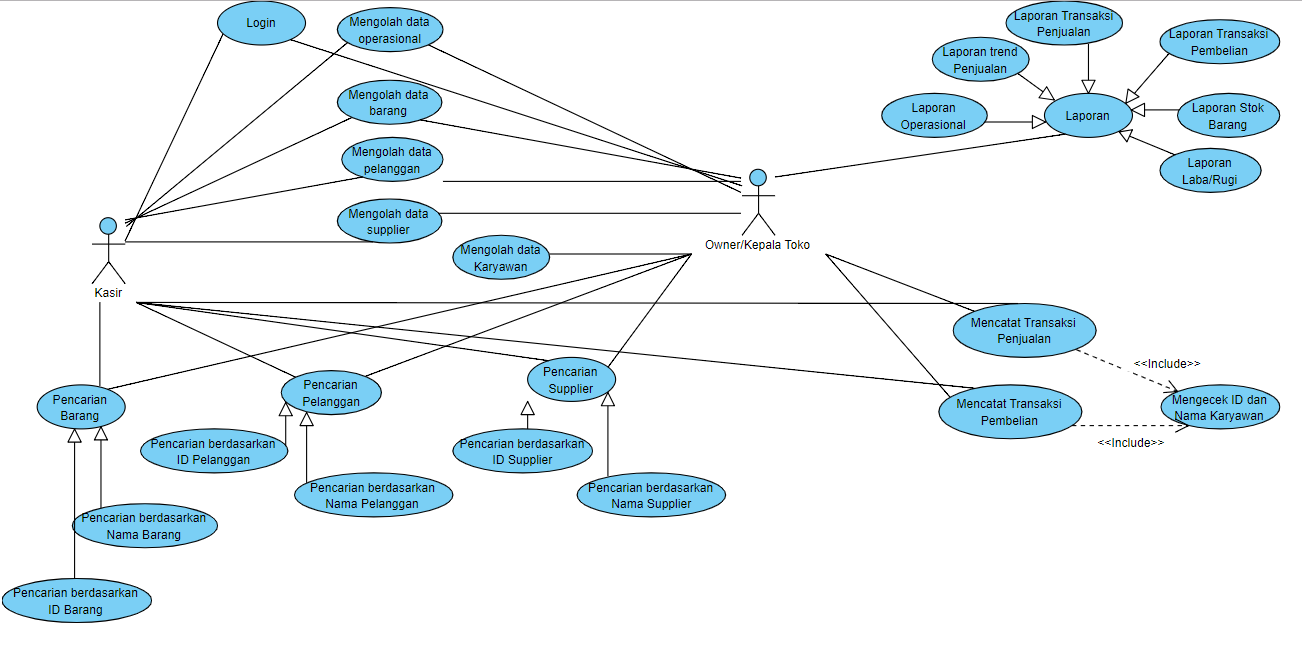 Login
Mengolah data
operasional
Laporan Transaksi
Penjualan
Laporan Transaksi
Pembelian
Laporan trend
Penjualan
Mengolah data
barang
Laporan
Operasional
Laporan
Laporan Stok
Barang
Mengolah data
pelanggan
Laporan
Laba/Rugi
Mengolah data
supplier
Owner/Kepala Toko
Mengolah data
Karyawan
Kasir
Mencatat Transaksi
Penjualan
<<Include>>
Pencarian
Barang
Pencarian
Pelanggan
Pencarian
Supplier
Mencatat Transaksi
Pembelian
Mengecek ID dan
Nama Karyawan
<<Include>>
Pencarian berdasarkan
ID Pelanggan
Pencarian berdasarkan
ID Supplier
Pencarian berdasarkan
Nama Pelanggan
Pencarian berdasarkan
Nama Supplier
Pencarian berdasarkan
Nama Barang
Pencarian berdasarkan
ID Barang